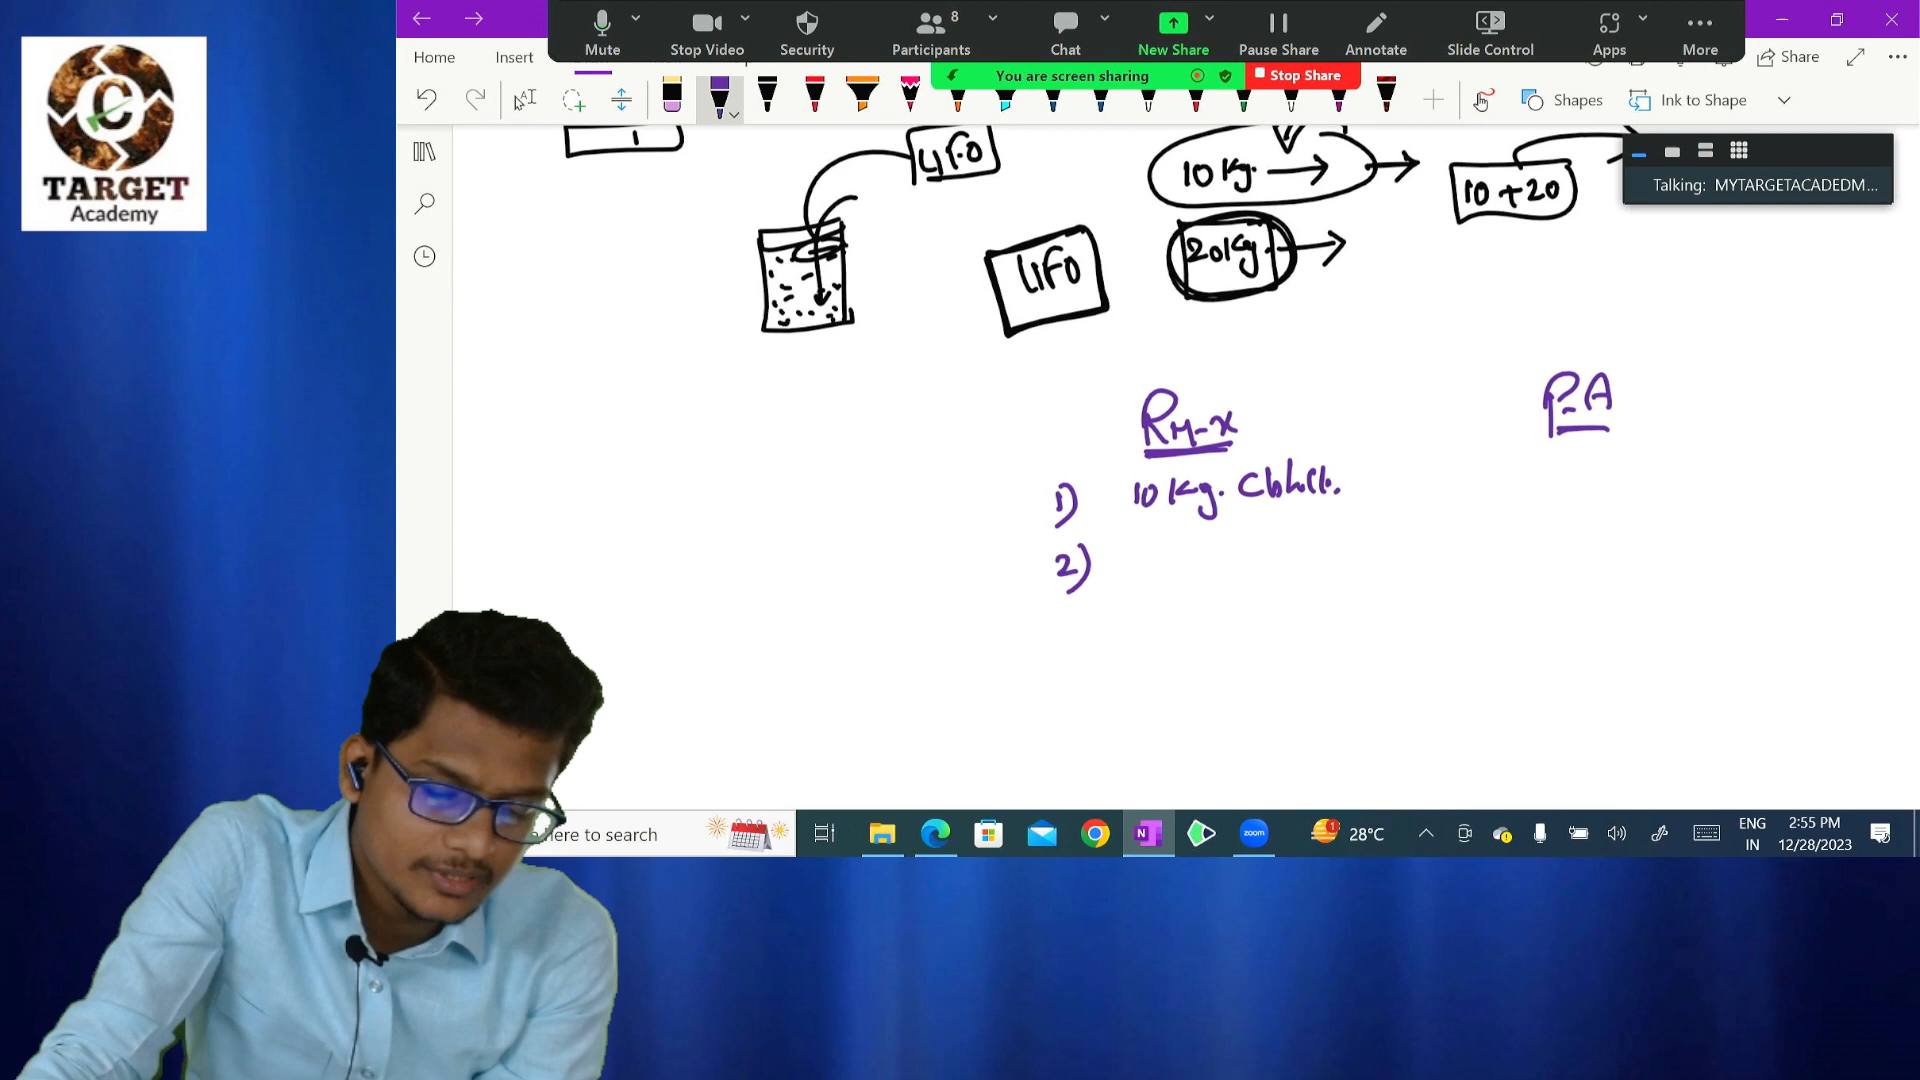 TARGET
Academy
Mute
Stop Video
Security
Participants
8
Chat
New Share
Pause Share
Annotate
Slide Control
Apps
More
Home
Insert
You are screen sharing
Stop Share
Share
Shapes
Ink to Shape
Talking: MYTARGETACADEDM...
1
LIFO
10 Kg.
10 + 20
LIFO
20 Kg.
RM-X
P-A
1) 10 Kg.
2)
here to search
1
28°C
ENG
IN
2:55 PM
12/28/2023
zoom